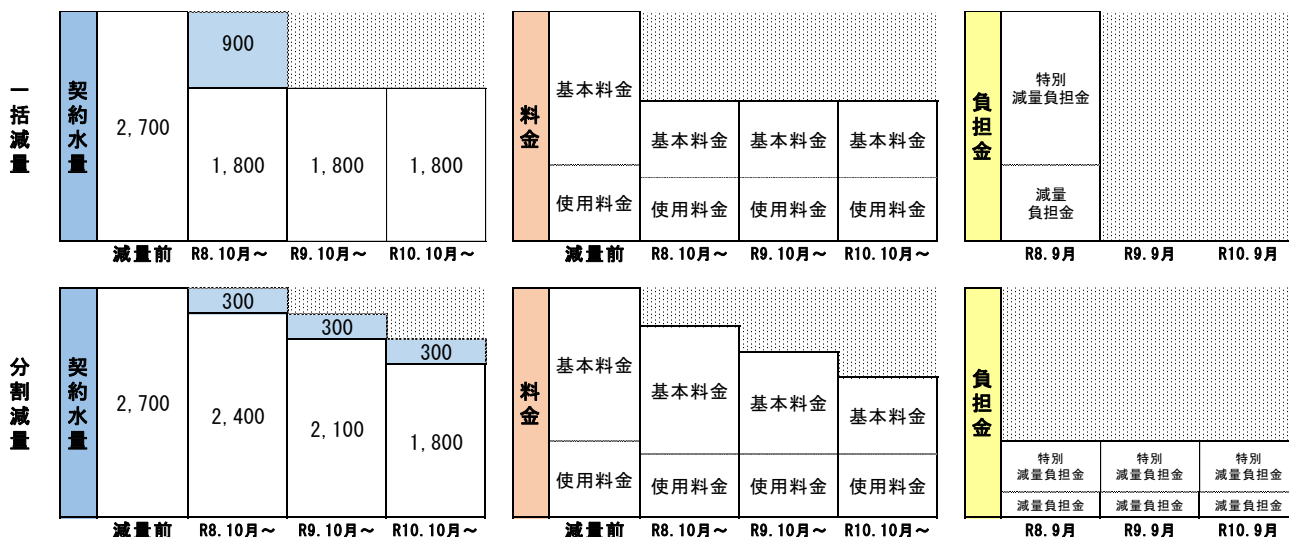 一括減量
契約水量
2,700
900
1,800
1,800
1,800
減量前
R8.10月～
R9.10月～
R10.10月～
料金
基本料金
使用料金
基本料金
基本料金
基本料金
使用料金
使用料金
使用料金
減量前
R8.10月～
R9.10月～
R10.10月～
負担金
特別
減量負担金
減量
負担金
R8.9月
R9.9月
R10.9月
分割減量
契約水量
2,700
300
300
300
2,400
2,100
1,800
減量前
R8.10月～
R9.10月～
R10.10月～
料金
基本料金
使用料金
基本料金
基本料金
基本料金
使用料金
使用料金
使用料金
減量前
R8.10月～
R9.10月～
R10.10月～
負担金
特別
減量負担金
特別
減量負担金
特別
減量負担金
減量負担金
減量負担金
減量負担金
R8.9月
R9.9月
R10.9月